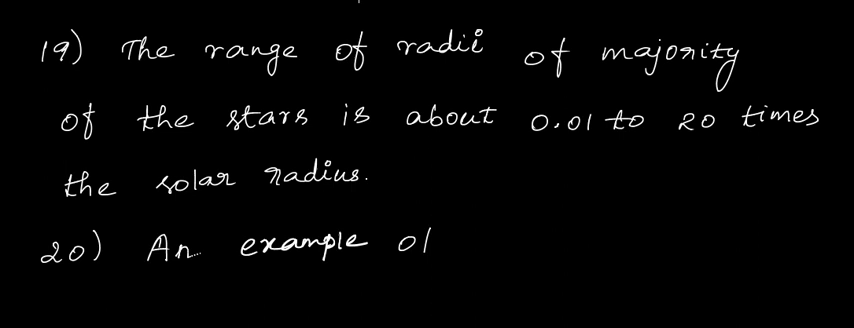 19) The range of radii of majority
of the stars is about 0.01 to 20 times
the solar radius.
20) An example